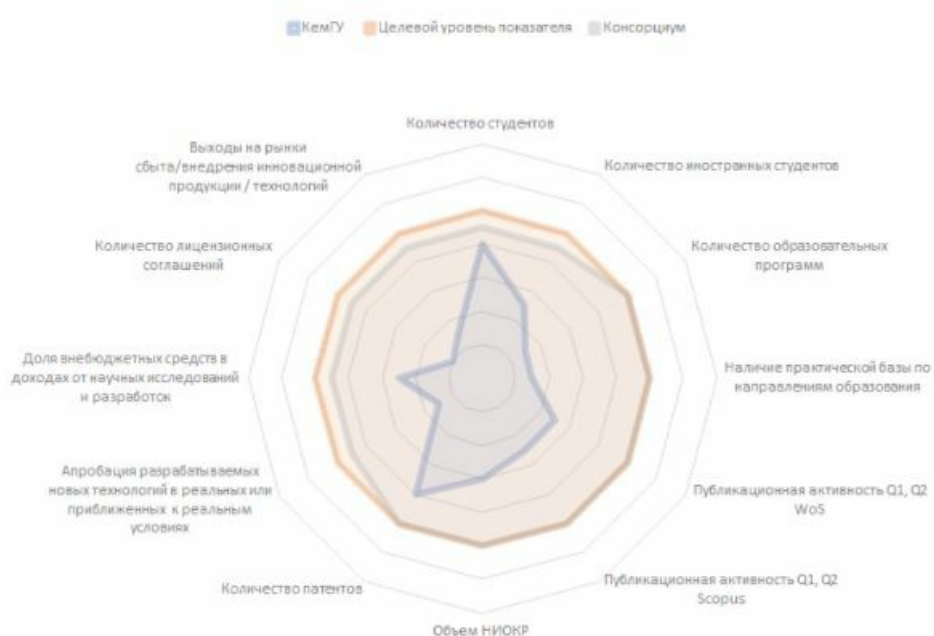 КемГУ Целевой уровень показателя Консорциум
Количество студентов
Количество иностранных студентов
Количество образовательных
программ
Наличие практической базы по
направлениям образования
Публикационная активность Q1, Q2
WoS
Публикационная активность Q1, Q2
Scopus
Объем НИОКР
Количество патентов
Апробация разрабатываемых
новых технологий в реальных или
приближенных к реальным
условиях
Доля внебюджетных средств в
доходах от научных исследований
и разработок
Количество лицензионных
соглашений
Выходы на рынки
сбыта/внедрения инновационной
продукции / технологий